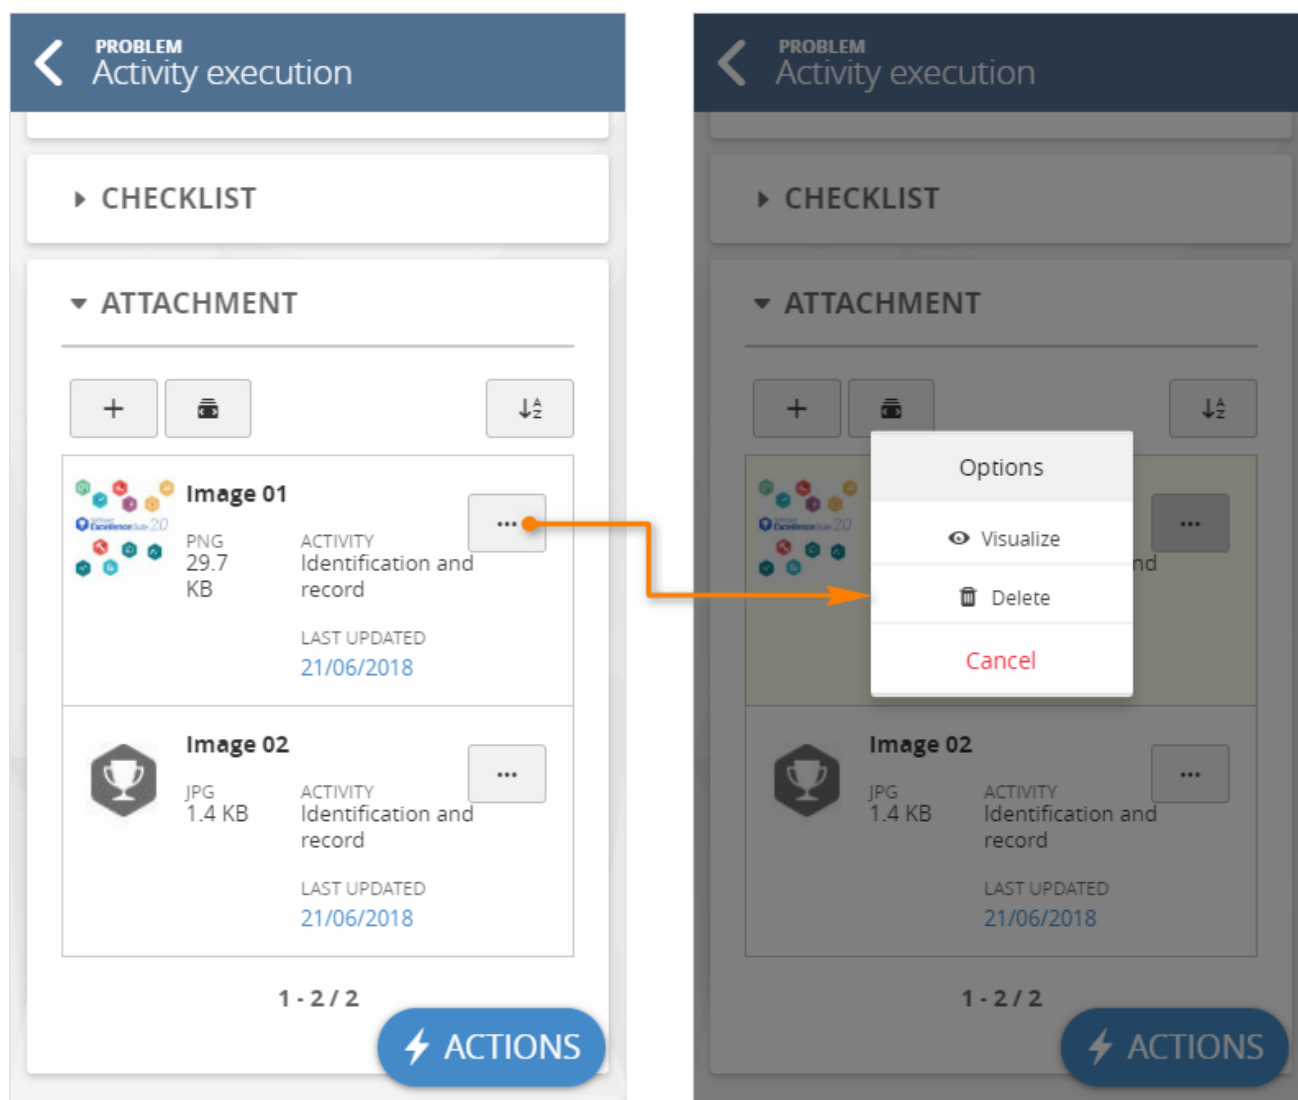 PROBLEM
Activity execution
CHECKLIST
ATTACHMENT
Image 01
PNG
29.7
KB
ACTIVITY
Identification and
record
LAST UPDATED
21/06/2018
Image 02
JPG
1.4 KB
ACTIVITY
Identification and
record
LAST UPDATED
21/06/2018
1 - 2 / 2
ACTIONS
PROBLEM
Activity execution
CHECKLIST
ATTACHMENT
Options
Visualize
Delete
Cancel
nd
Image 02
JPG
1.4 KB
ACTIVITY
Identification and
record
LAST UPDATED
21/06/2018
1 - 2 / 2
ACTIONS